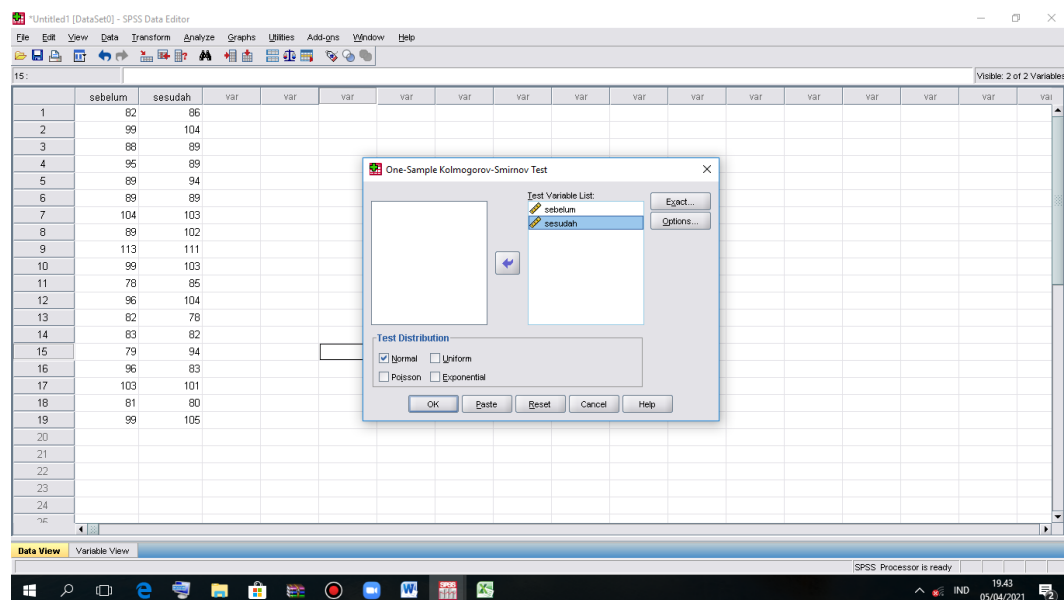 *Untitled1 [DataSet0] - SPSS Data Editor
File Edit View Data Transform Analyze Graphs Utilities Add-ons Window Help
15 :
Visible: 2 of 2 Variables
sebelum sesudah var var var var var var var var var var var var var var var
1 82 86
2 99 104
3 88 89
4 95 89
5 89 94
6 89 89
7 104 103
8 89 102
9 113 111
10 99 103
11 78 85
12 96 104
13 82 78
14 83 82
15 79 94
16 96 83
17 103 101
18 81 80
19 99 105
20
21
22
23
24
25
One-Sample Kolmogorov-Smirnov Test
Test Variable List:
sebelum
sesudah
Exact...
Options...
Test Distribution
Normal Uniform
Poisson Exponential
OK Paste Reset Cancel Help
Data View Variable View
SPSS Processor is ready
IND
19.43
05/04/2021